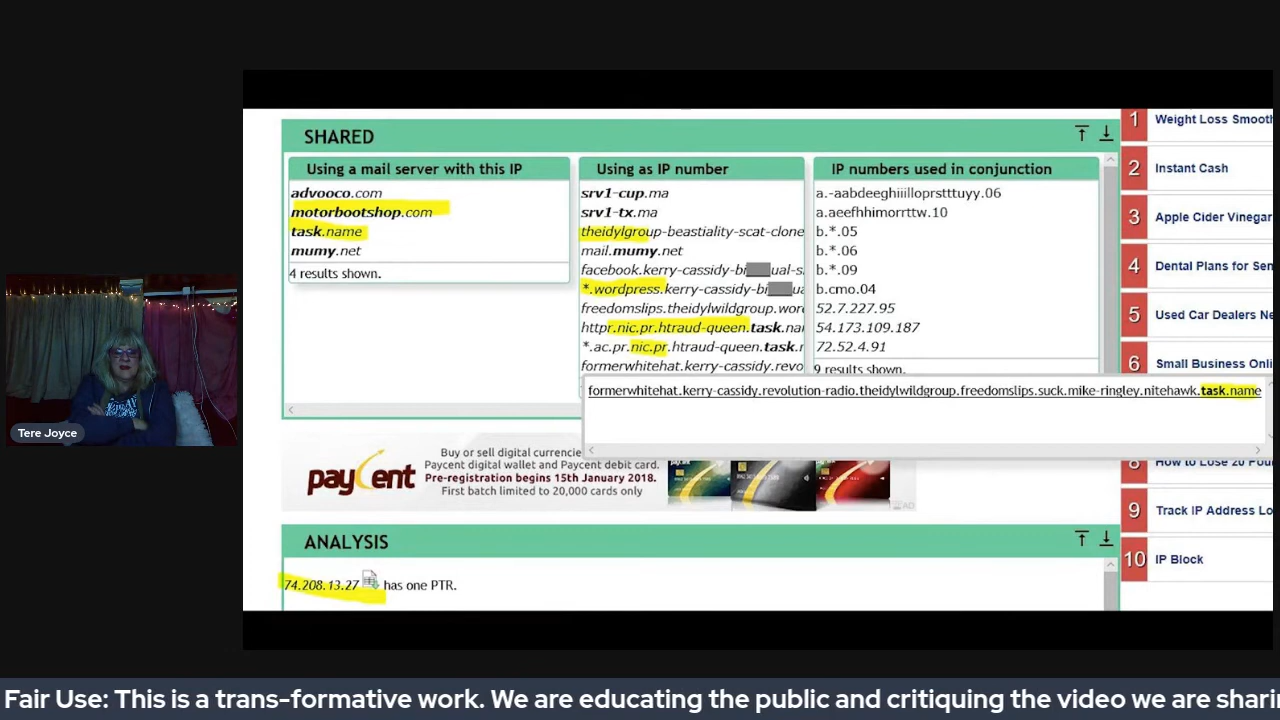 SHARED
Using a mail server with this IP
advooco.com
motorbootshop.com
task.name
mumy.net
4 results shown.
Using as IP number
srv1-cup.ma
srv1-tx.ma
theidylgroup-beastiality-scat-clone
mail.mumy.net
facebook.kerry-cassidy-bi ual-s
*.wordpress.kerry-cassidy-bi ua
freedomslips.theidylwildgroup.wor
httpr.nic.pr.htraud-queen.task.na
*.ac.pr.nic.pr.htraud-queen.task.r
formerwhitehat.kerry-cassidy.revo
IP numbers used in conjunction
a.-aabdeeghiiilloprstttuyy.06
a.aeefhhimorrttw.10
b.*.05
b.*.06
b.*.09
b.cmo.04
52.7.227.95
54.173.109.187
72.52.4.91
9 results shown.
formerwhitehat.kerry-cassidy.revolution-radio.theidylwildgroup.freedomslips.suck.mike-ringley.nitehawk.task.name
1 Weight Loss Smooth
2 Instant Cash
3 Apple Cider Vinegar
4 Dental Plans for Sen
5 Used Car Dealers Ne
6 Small Business Onli
8 How to Lose 20 Poun
9 Track IP Address Lo
10 IP Block
Tere Joyce
paycent
Buy or sell digital currencie
Paycent digital wallet and Paycent debit card.
Pre-registration begins 15th January 2018.
First batch limited to 20,000 cards only
AD
ANALYSIS
74.208.13.27 has one PTR.
Fair Use: This is a trans-formative work. We are educating the public and critiquing the video we are sharin